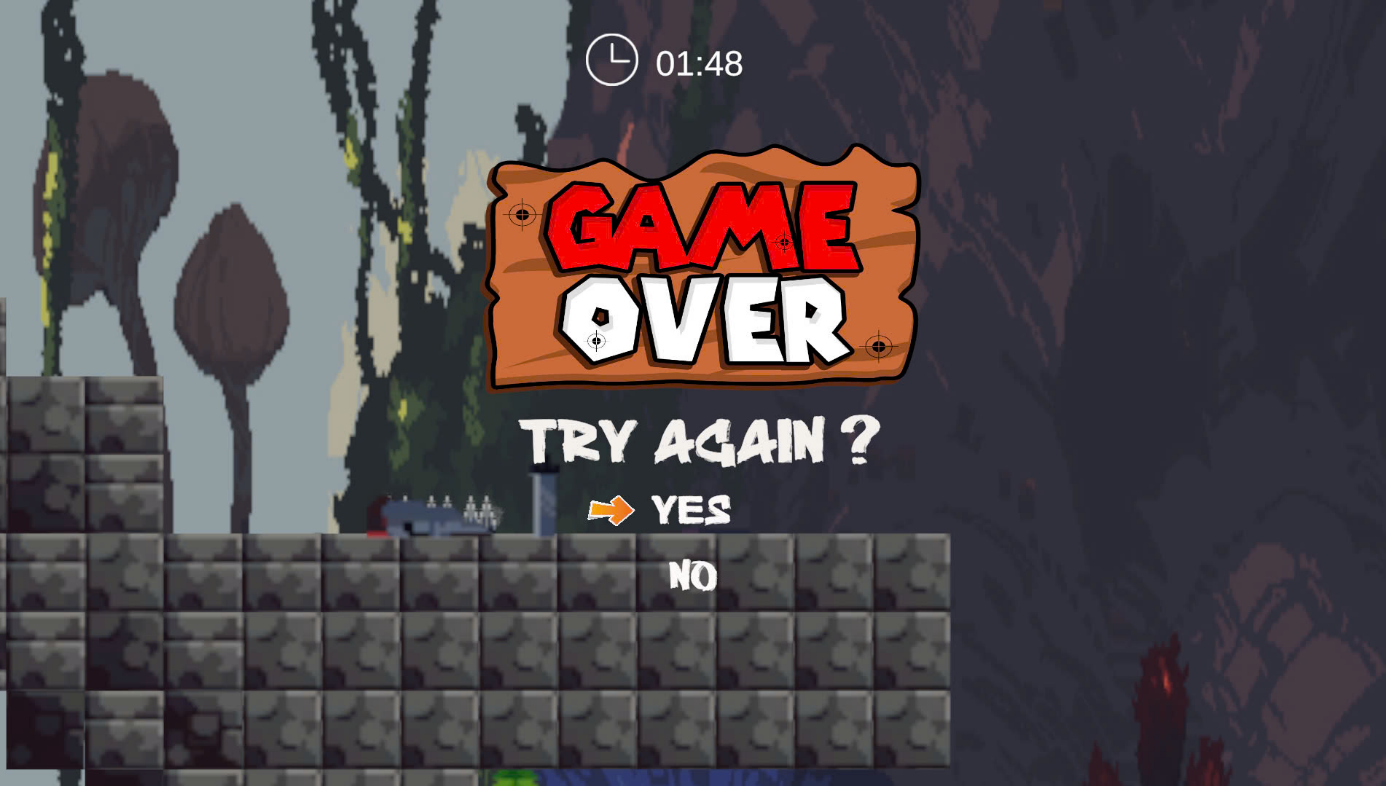 01:48
GAME
OVER
TRY AGAIN ?
YES
NO